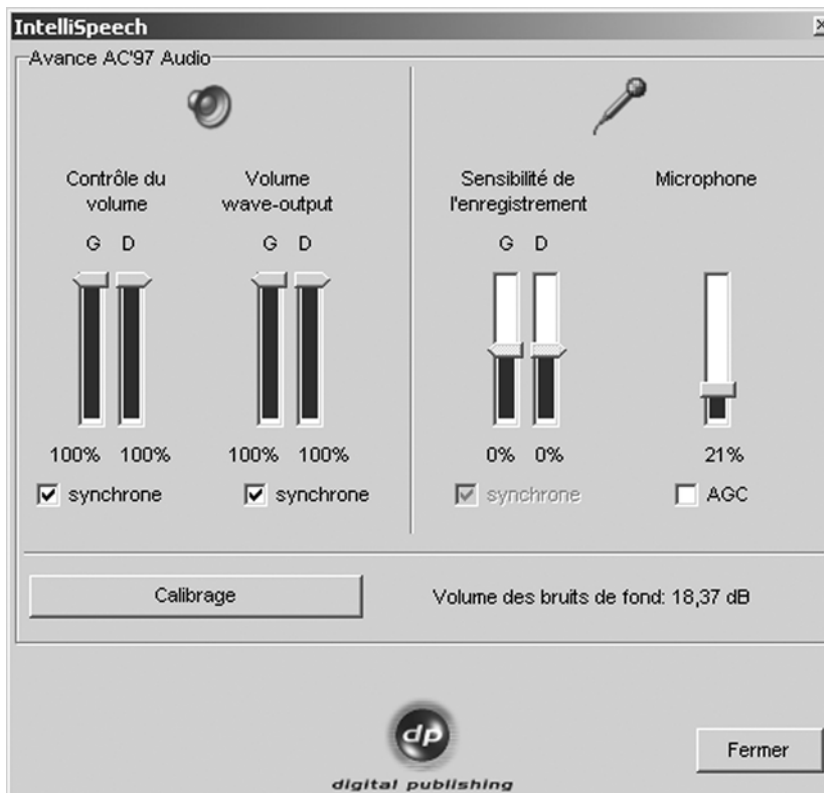 IntelliSpeech
Avance AC'97 Audio
Contrôle du
volume
G D
100% 100%
synchrone
Volume
wave-output
G D
100% 100%
synchrone
Sensibilité de
l'enregistrement
G D
0% 0%
synchrone
Microphone
21%
AGC
Calibrage
Volume des bruits de fond: 18,37 dB
dp
digital publishing
Fermer